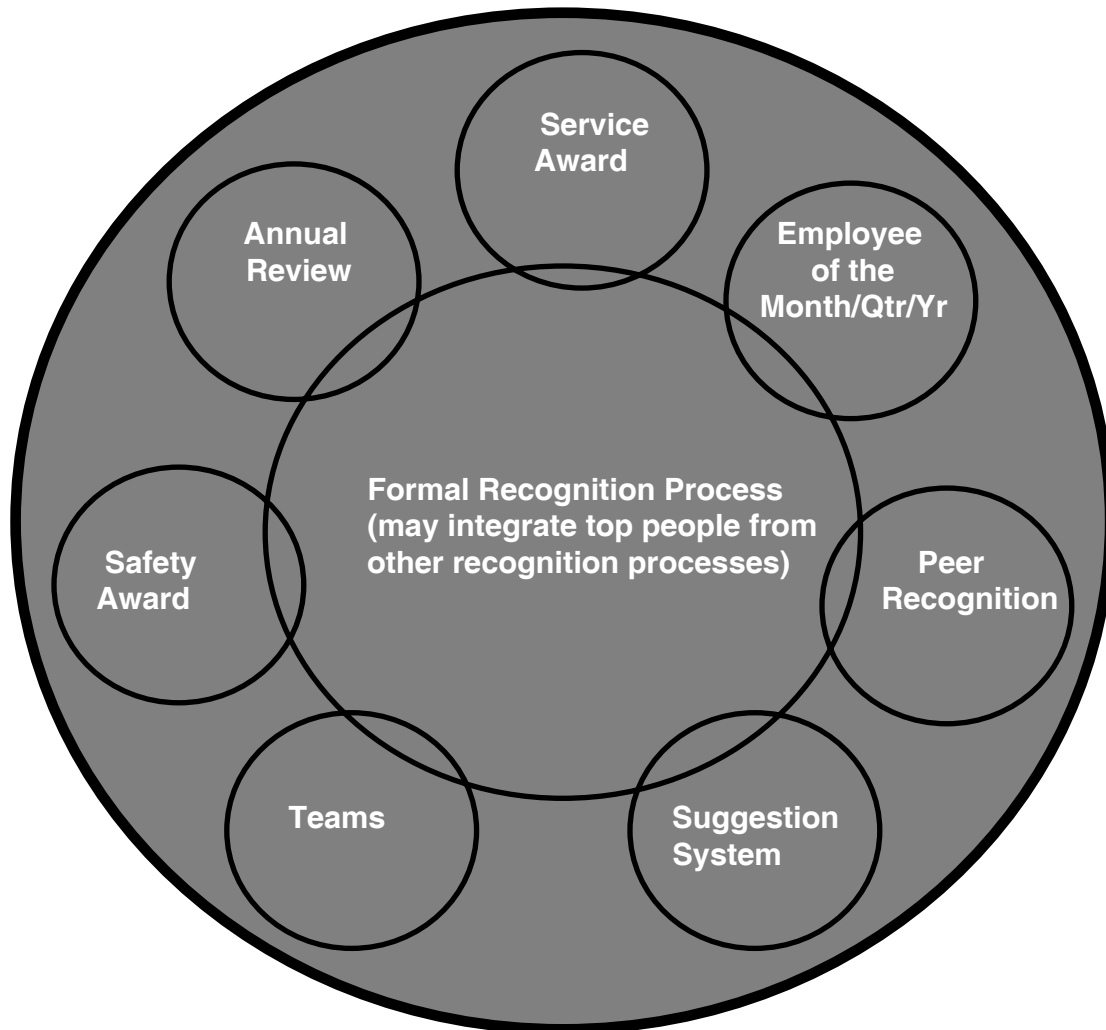 Service
Award
Annual
Review
Employee
of the
Month/Qtr/Yr
Formal Recognition Process
(may integrate top people from
other recognition processes)
Safety
Award
Peer
Recognition
Teams
Suggestion
System